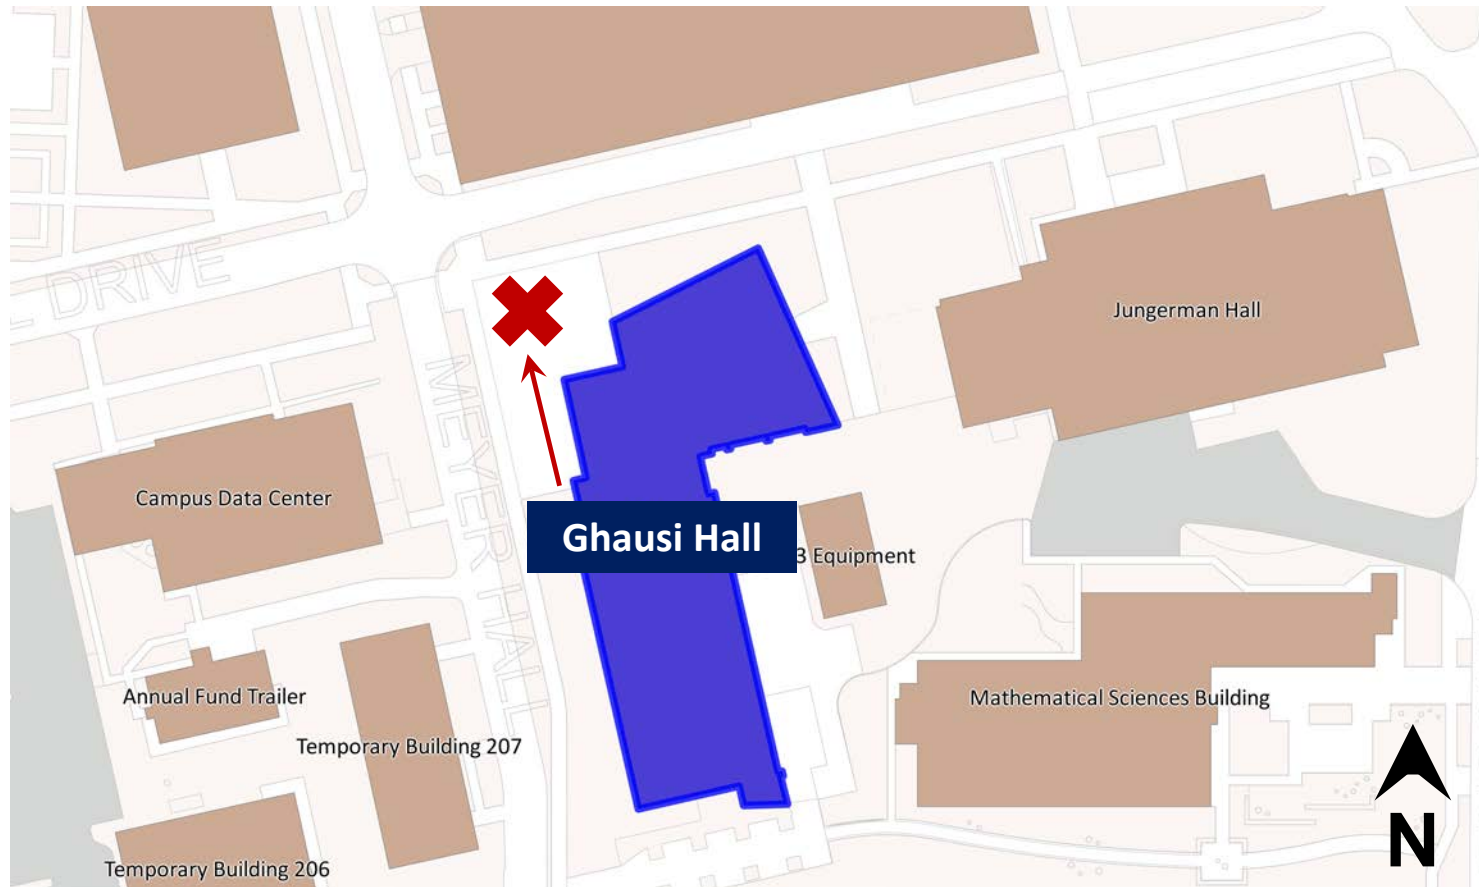 DRIVE
Jungerman Hall
MEYER HALL
Campus Data Center
Ghausi Hall
3 Equipment
Annual Fund Trailer
Mathematical Sciences Building
Temporary Building 207
N
Temporary Building 206